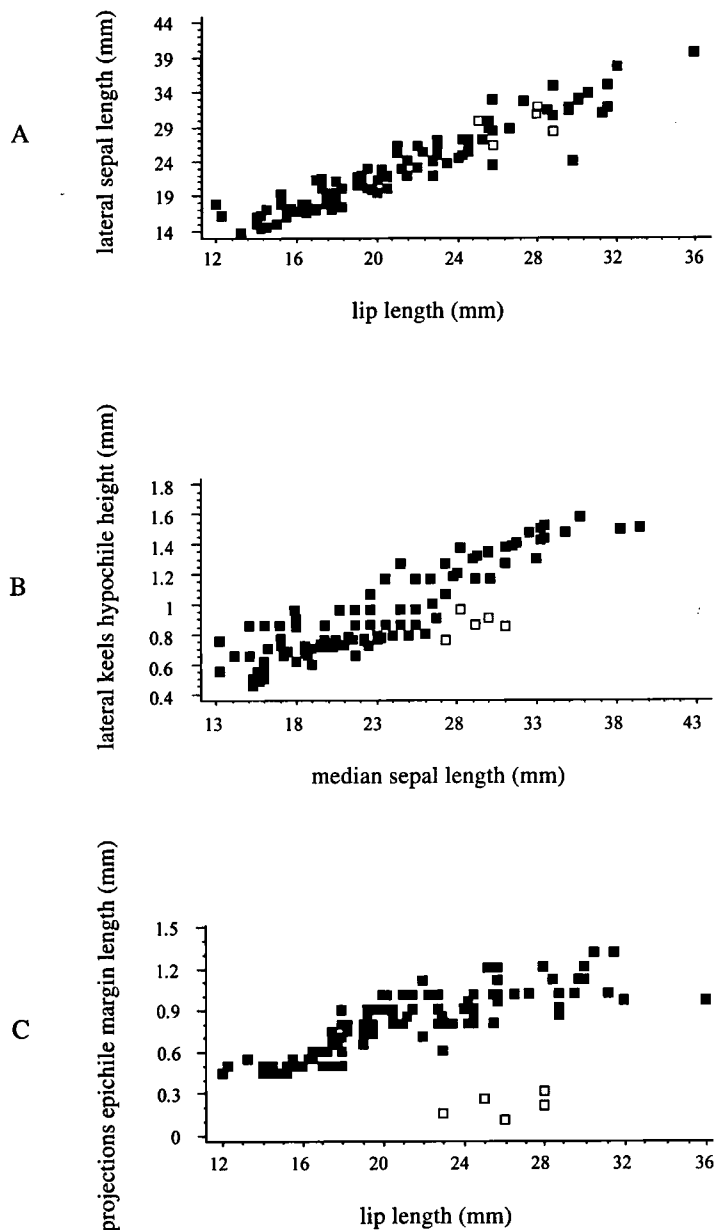 A
lateral sepal length (mm)
44
39
34
29
24
19
14
12 16 20 24 28 32 36
lip length (mm)
B
lateral keels hypochile height (mm)
1.8
1.6
1.4
1.2
1
0.8
0.6
0.4
13 18 23 28 33 38 43
median sepal length (mm)
C
projections epichile margin length (mm)
1.5
1.2
0.9
0.6
0.3
0
12 16 20 24 28 32 36
lip length (mm)